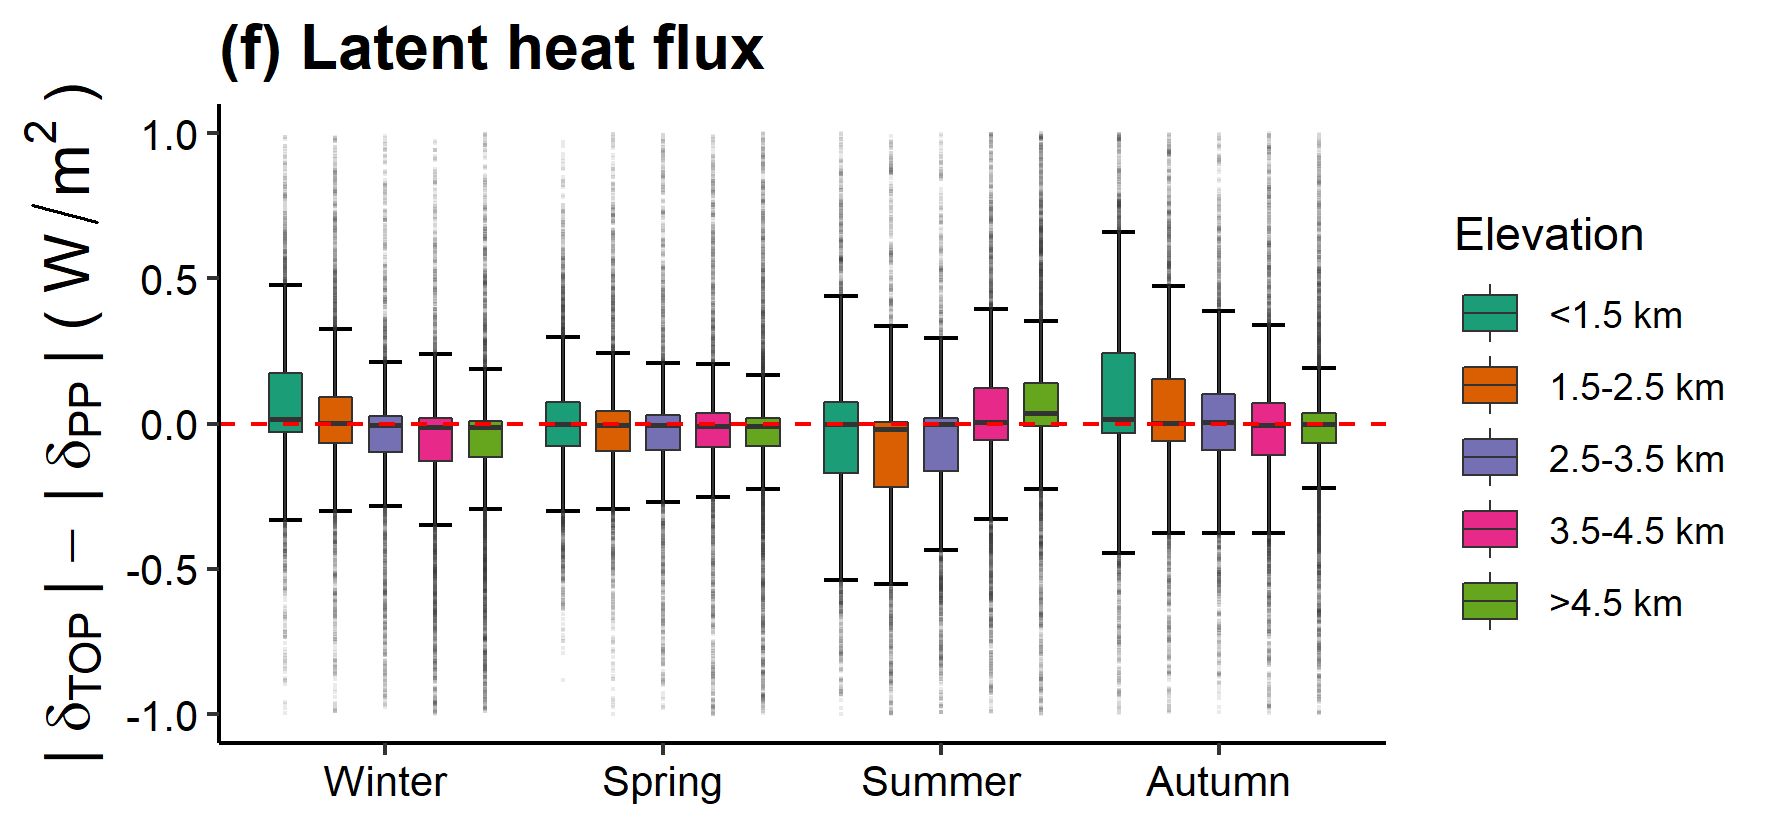 (f) Latent heat flux
| δTOP | − | δPP | ( W/m² )
1.0
0.5
0.0
-0.5
-1.0
Winter
Spring
Summer
Autumn
Elevation
<1.5 km
1.5-2.5 km
2.5-3.5 km
3.5-4.5 km
>4.5 km